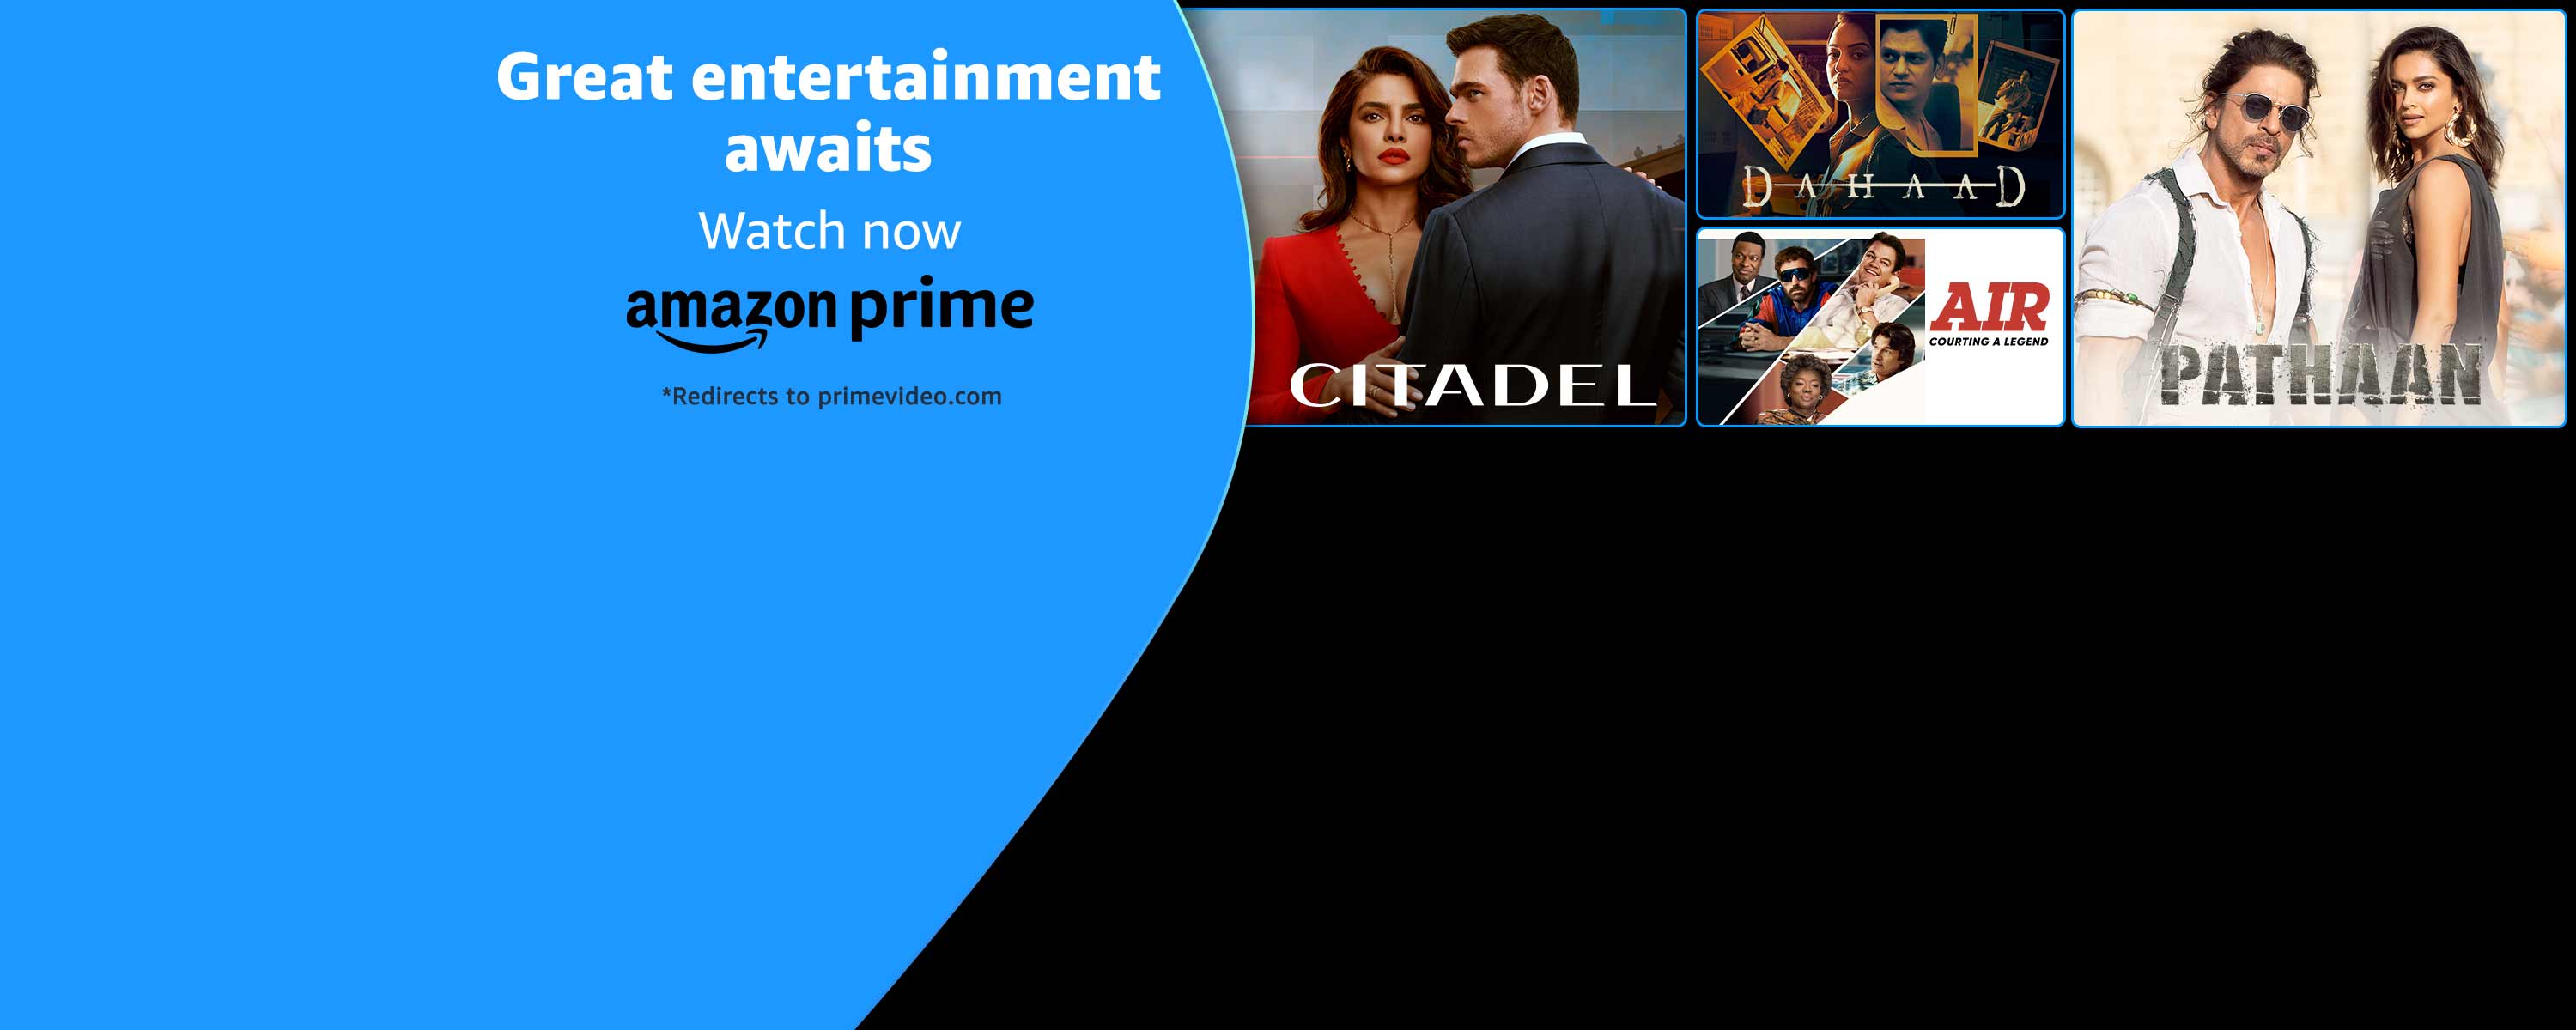 Great entertainment
awaits
Watch now
amazon prime
*Redirects to primevideo.com
CITADEL
DAHAAD
AIR
COURTING A LEGEND
PATHAAN